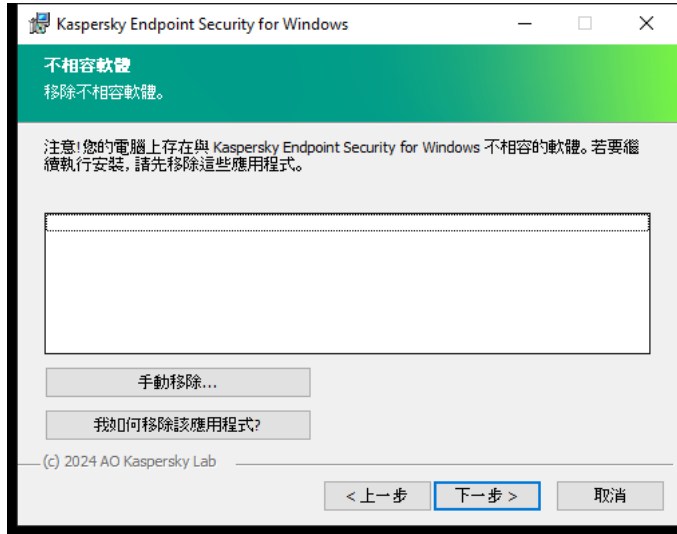 Kaspersky Endpoint Security for Windows
不相容軟體
移除不相容軟體。
注意!您的電腦上存在與 Kaspersky Endpoint Security for Windows 不相容的軟體。若要繼
續執行安裝, 請先移除這些應用程式。
手動移除...
我如何移除該應用程式?
(c) 2024 AO Kaspersky Lab
< 上一步
下一步 >
取消